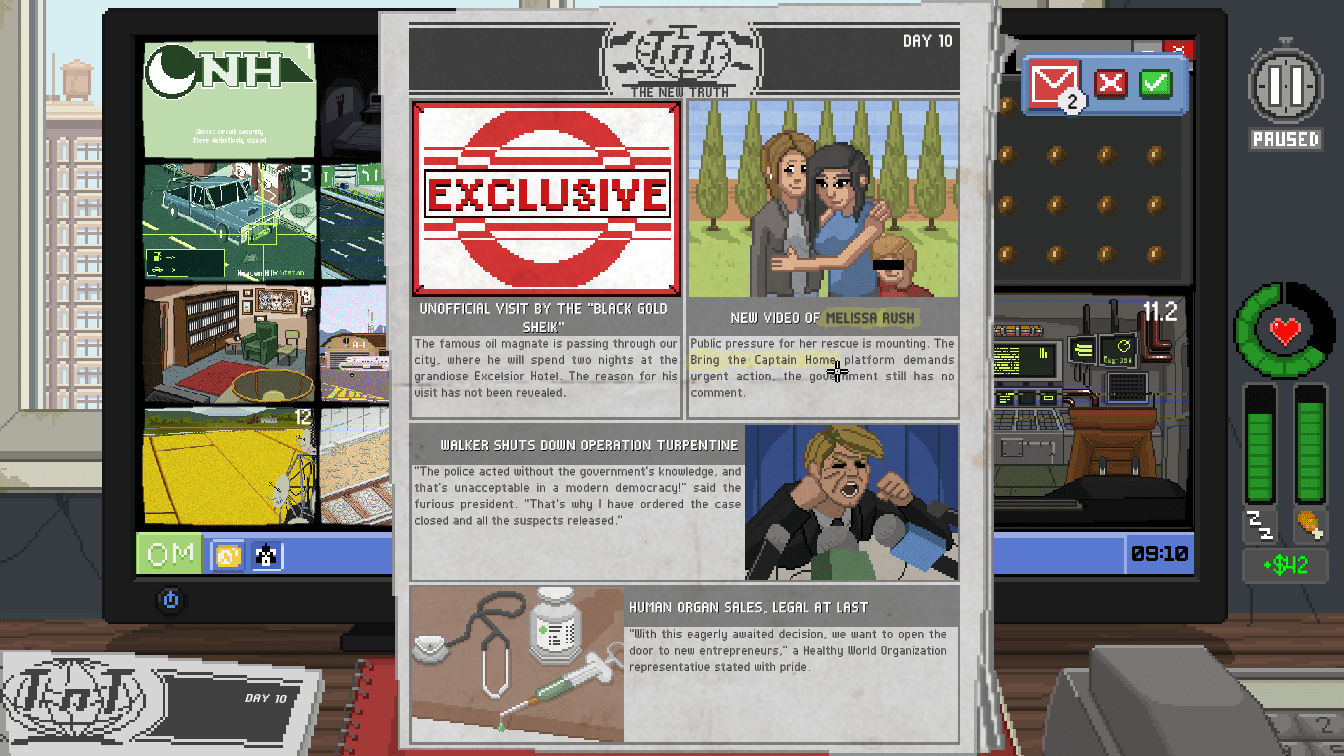 TnT
THE NEW TRUTH
DAY 10
EXCLUSIVE
UNOFFICIAL VISIT BY THE "BLACK GOLD
SHEIK"
The famous oil magnate is passing through our
city, where he will spend two nights at the
grandiose Excelsior Hotel. The reason for his
visit has not been revealed.
NEW VIDEO OF MELISSA RUSH
Public pressure for her rescue is mounting. The
Bring the Captain Home platform demands
urgent action, the government still has no
comment.
WALKER SHUTS DOWN OPERATION TURPENTINE
"The police acted without the government's knowledge, and
that's unacceptable in a modern democracy!" said the
furious president. "That's why I have ordered the case
closed and all the suspects released."
HUMAN ORGAN SALES, LEGAL AT LAST
"With this eagerly awaited decision, we want to open the
door to new entrepreneurs," a Healthy World Organization
representative stated with pride.
NH
Closed circuit security
Store definitively closed
5
12
OM
2
11.2
09:10
PAUSED
+$42
TnT
DAY 10